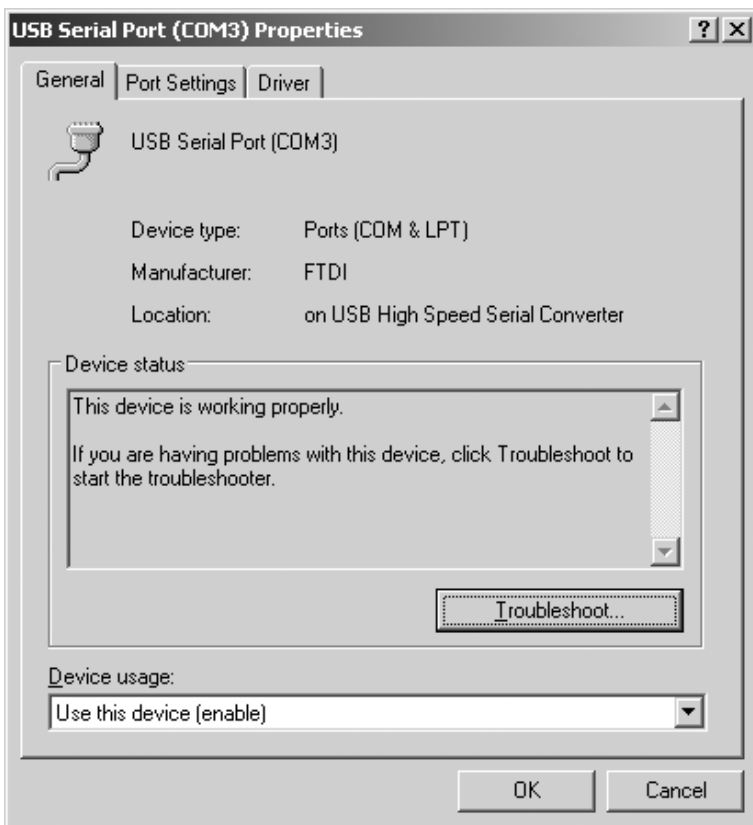 USB Serial Port (COM3) Properties
General Port Settings Driver
USB Serial Port (COM3)
Device type: Ports (COM & LPT)
Manufacturer: FTDI
Location: on USB High Speed Serial Converter
Device status
This device is working properly.
If you are having problems with this device, click Troubleshoot to
start the troubleshooter.
Troubleshoot...
Device usage:
Use this device (enable)
OK Cancel